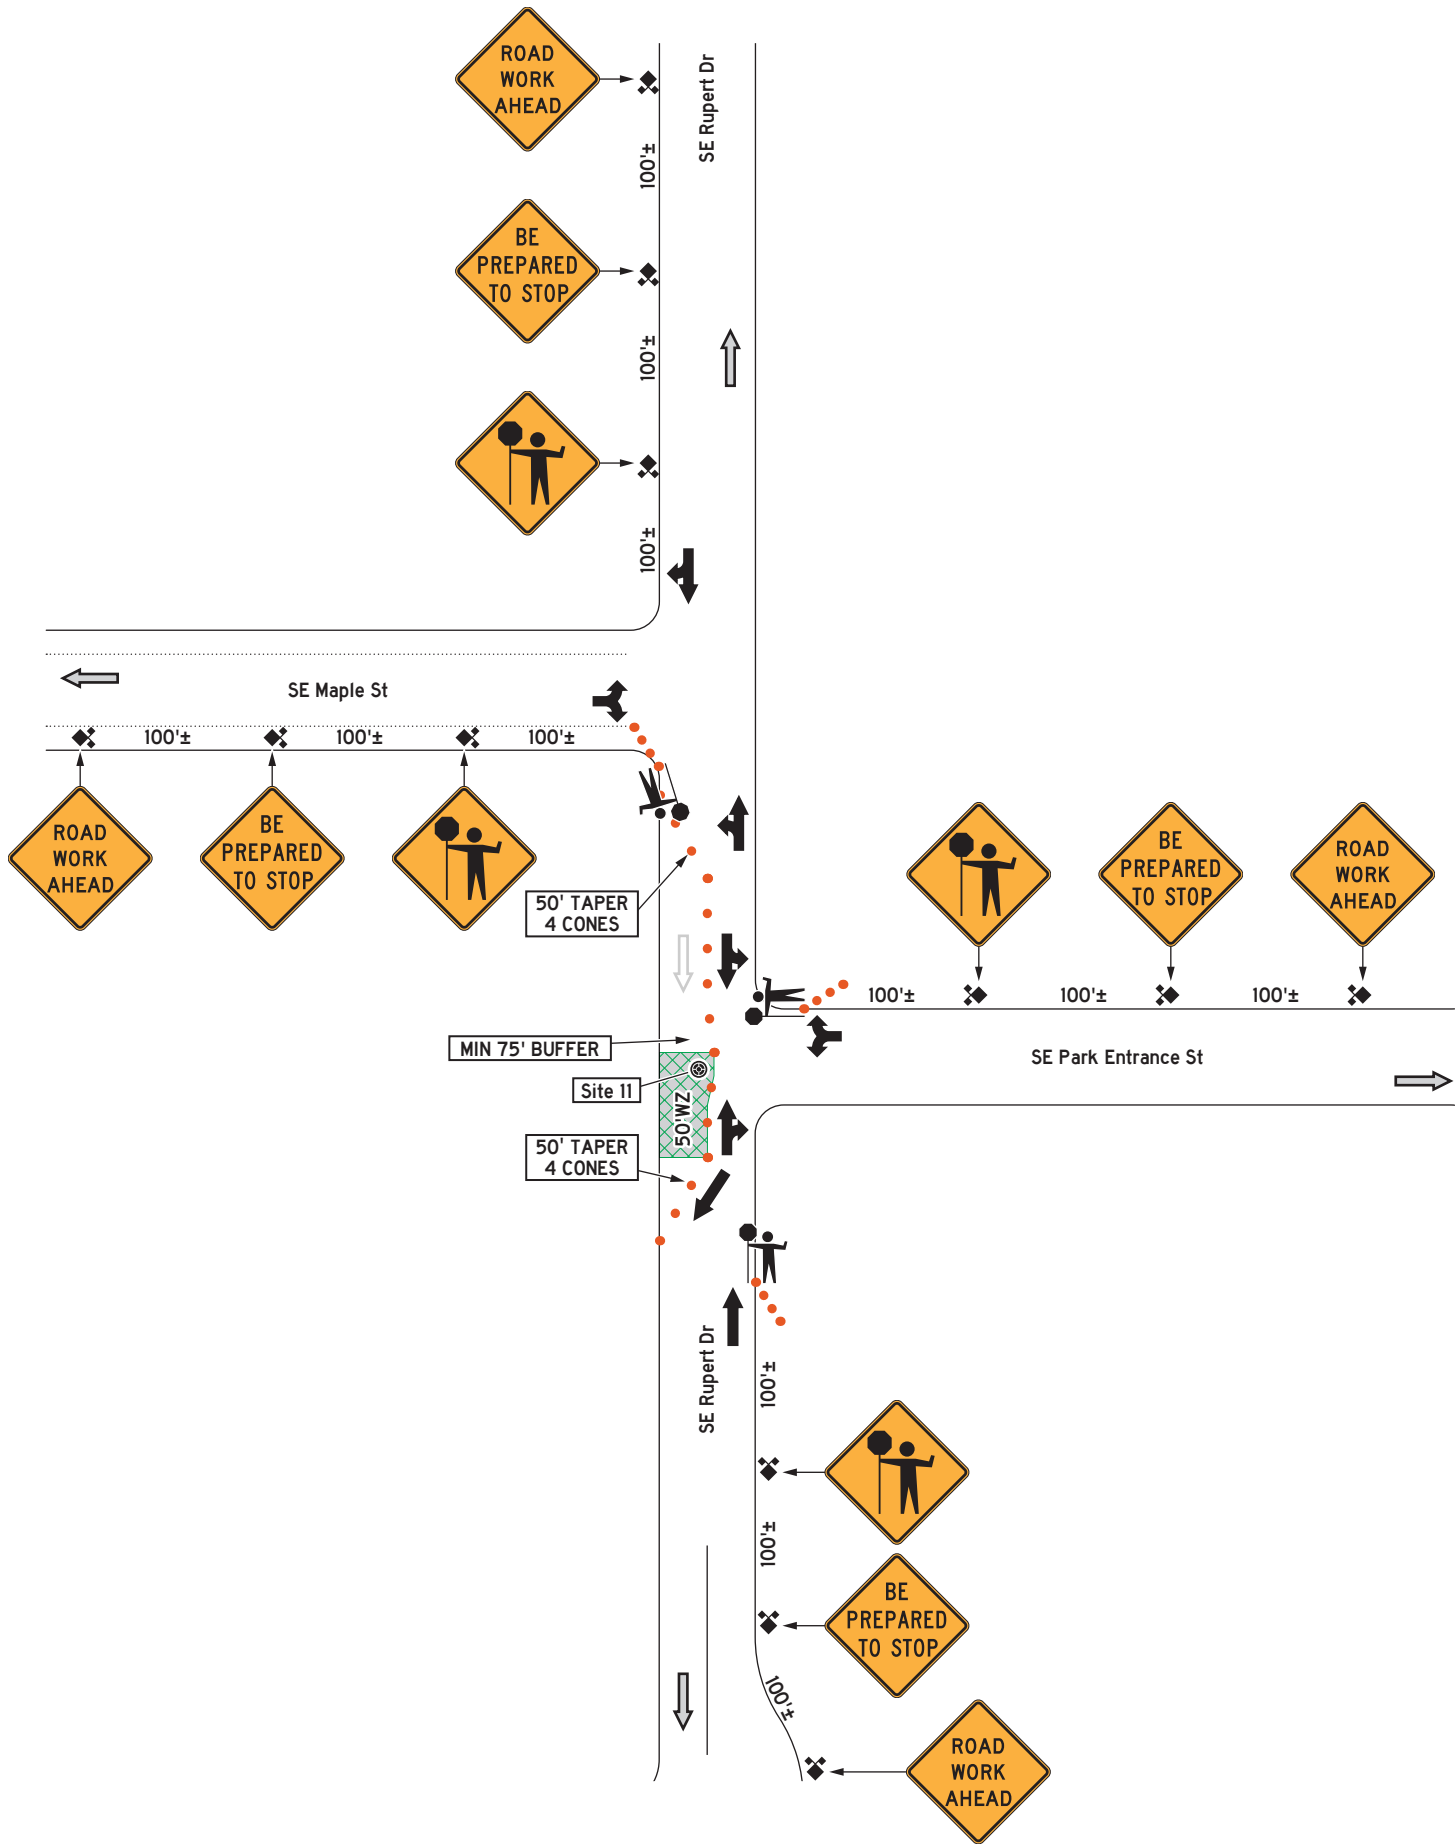 ROAD
WORK
AHEAD
SE Rupert Dr
100'±
BE
PREPARED
TO STOP
100'±
100'±
SE Maple St
100'±
100'±
100'±
ROAD
WORK
AHEAD
BE
PREPARED
TO STOP
50' TAPER
4 CONES
BE
PREPARED
TO STOP
ROAD
WORK
AHEAD
100'±
100'±
100'±
MIN 75' BUFFER
SE Park Entrance St
Site 11
50'WZ
50' TAPER
4 CONES
SE Rupert Dr
100'±
100'±
BE
PREPARED
TO STOP
100'±
ROAD
WORK
AHEAD